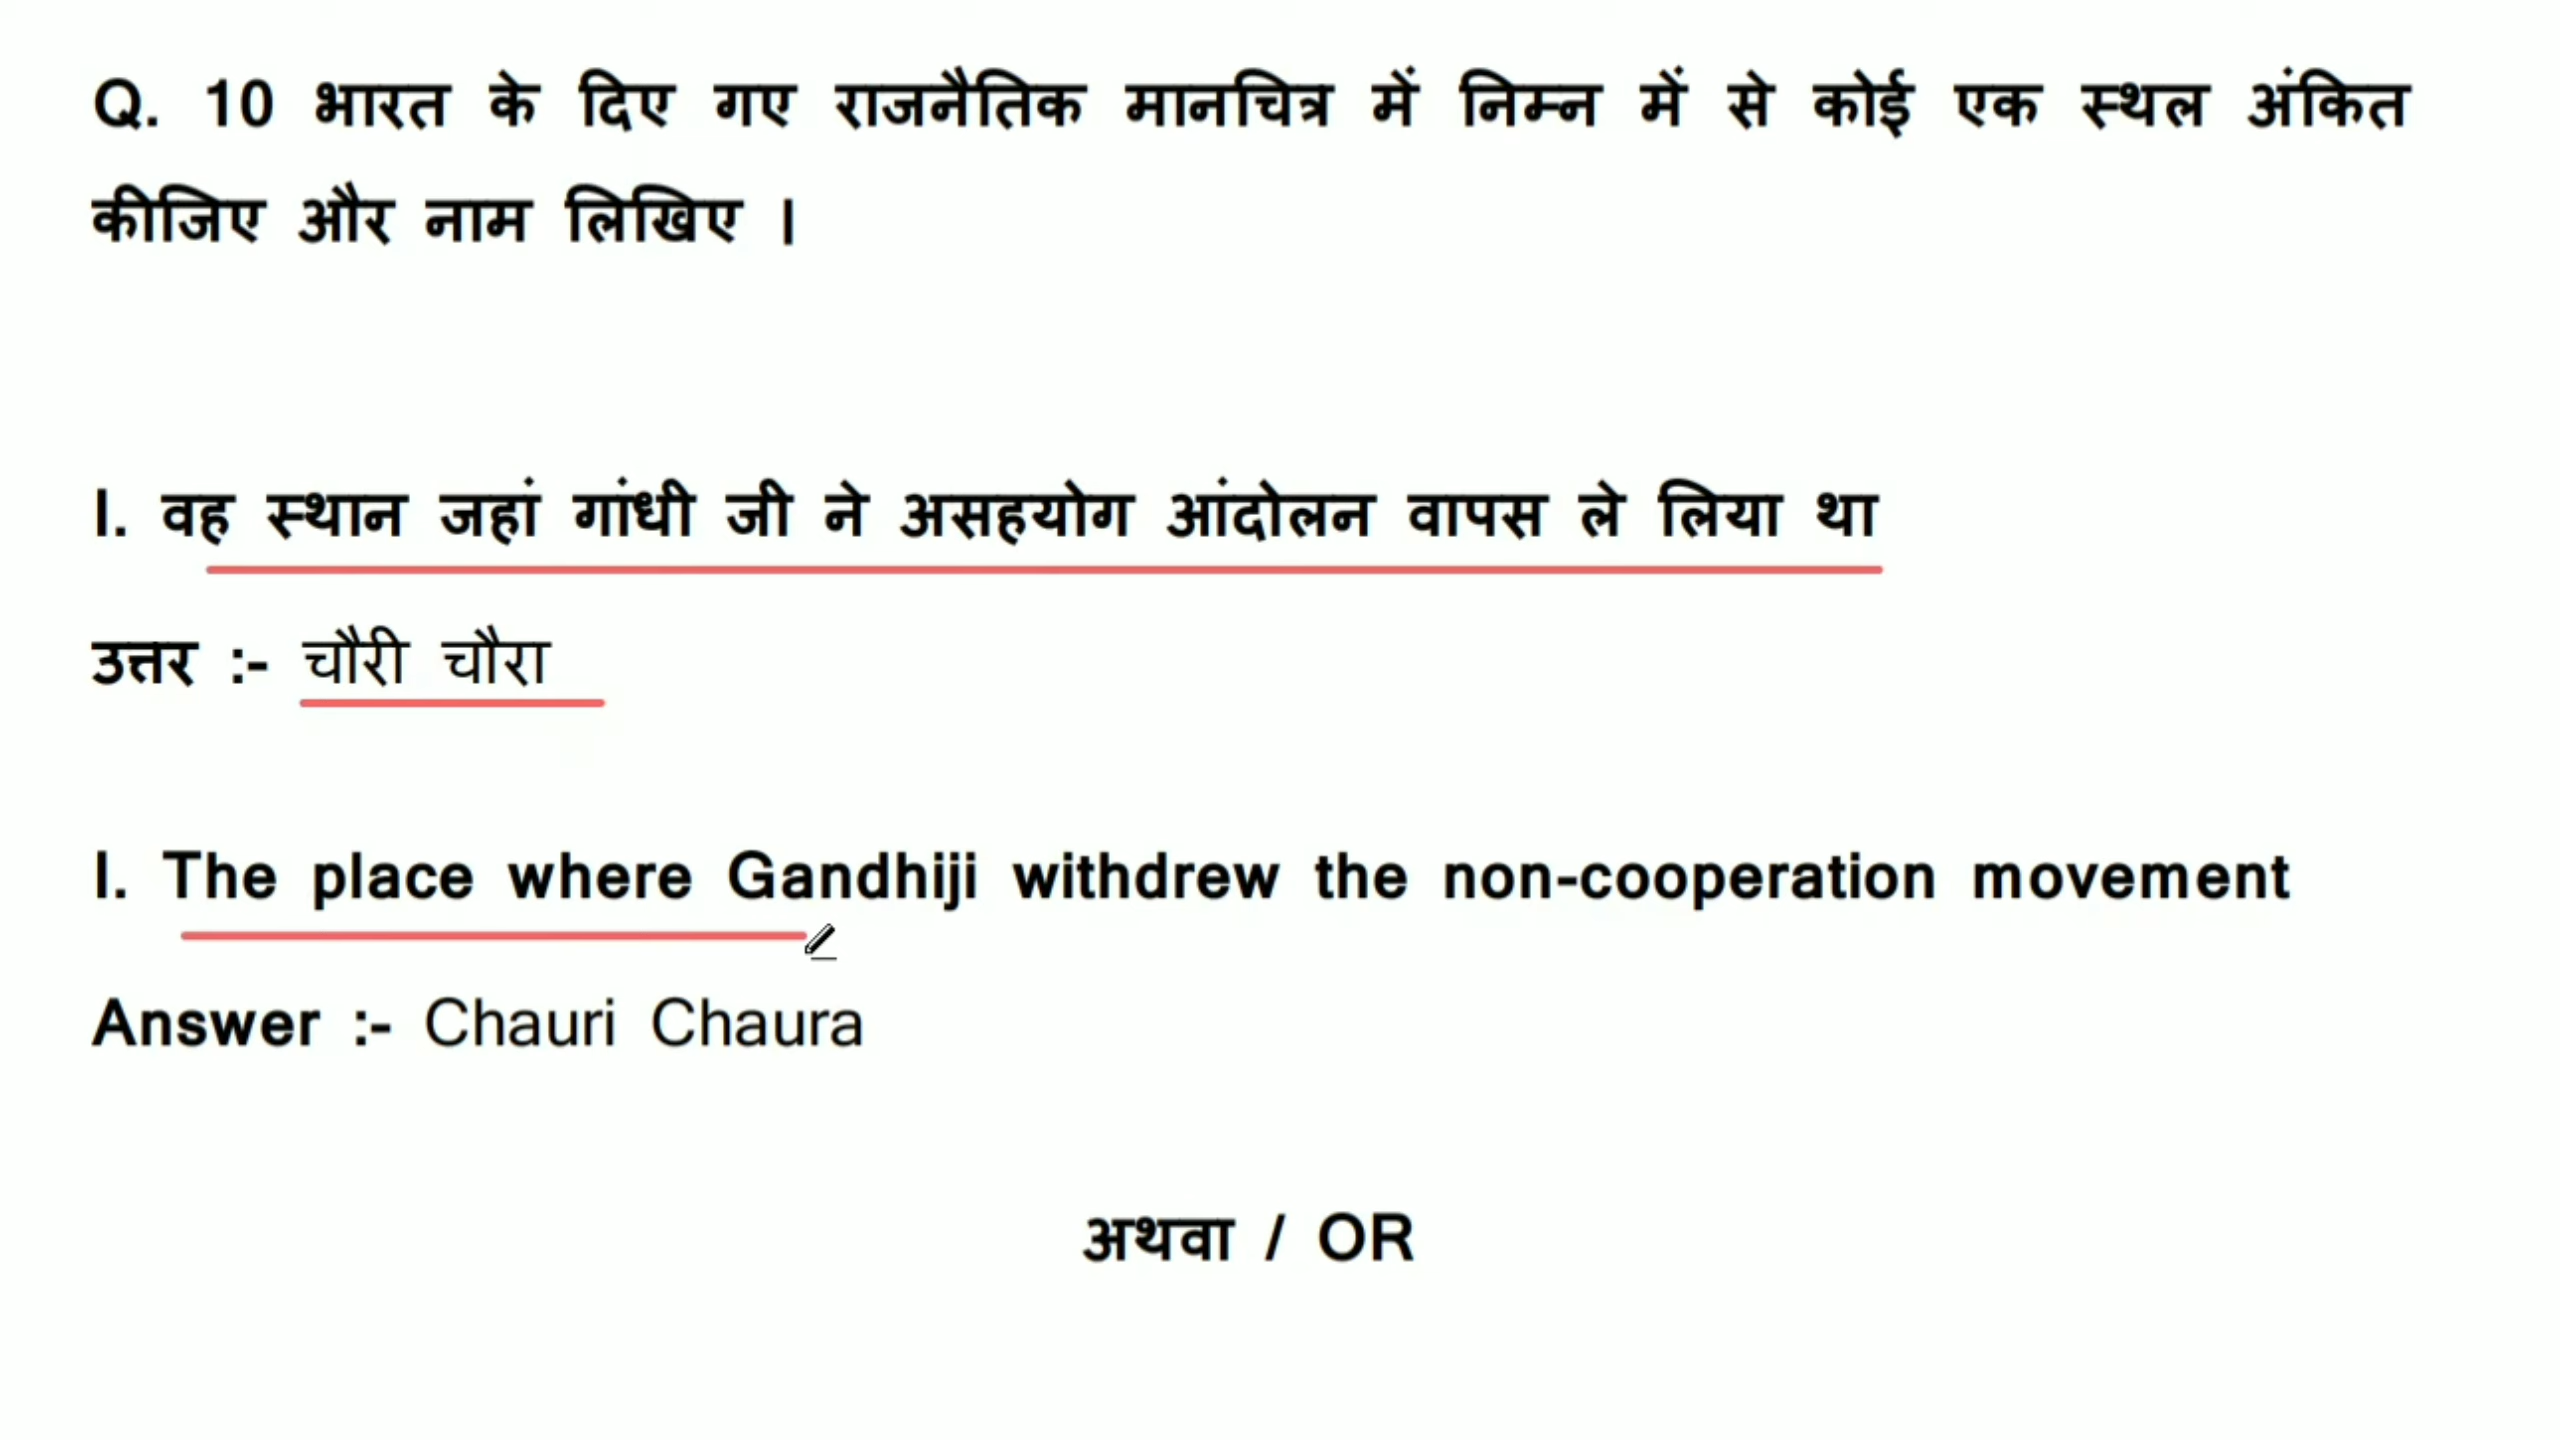 Q. 10 भारत के दिए गए राजनैतिक मानचित्र में निम्न में से कोई एक स्थल अंकित
कीजिए और नाम लिखिए ।
I. वह स्थान जहां गांधी जी ने असहयोग आंदोलन वापस ले लिया था
उत्तर :- चौरी चौरा
I. The place where Gandhiji withdrew the non-cooperation movement
Answer :- Chauri Chaura
अथवा / OR